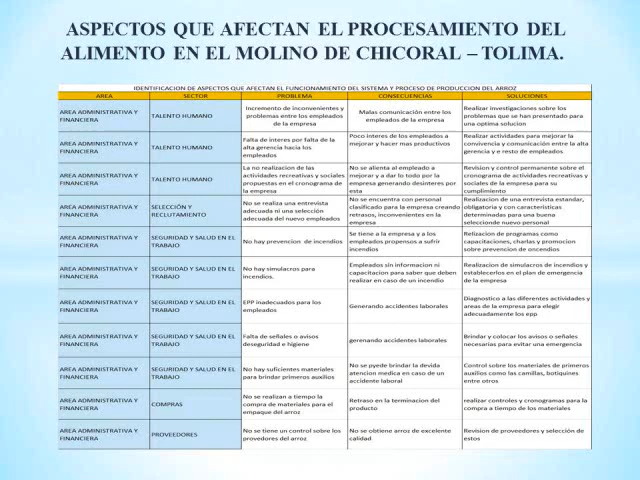 ASPECTOS QUE AFECTAN EL PROCESAMIENTO DEL
ALIMENTO EN EL MOLINO DE CHICORAL – TOLIMA.
IDENTIFICACION DE ASPECTOS QUE AFECTAN EL FUNCIONAMIENTO DEL SISTEMA Y PROCESO DE PRODUCCION DEL ARROZ
AREA SECTOR PROBLEMA CONSECUENCIAS SOLUCIONES
AREA ADMINISTRATIVA Y
FINANCIERA
TALENTO HUMANO
Incremento de inconvenientes y
problemas entre los empleados
de la empresa
Malas comunicación entre los
empleados de la empresa
Realizar investigaciones sobre los
problemas que se han presentado para
una optima solucion
AREA ADMINISTRATIVA Y
FINANCIERA
TALENTO HUMANO
Falta de interes por falta de la
alta gerencia hacia los
empleados
Poco interes de los empleados a
mejorar y hacer mas productivos
Realizar actividades para mejorar la
convivencia y comunicación entre la alta
gerencia y e resto de empleados.
AREA ADMINISTRATIVA Y
FINANCIERA
TALENTO HUMANO
La no realizacion de las
actividades recreativas y sociales
propuestas en el cronograma de
la empresa
No se alienta al empleado a
mejorar y a dar lo todo por la
empresa generando desinteres por
esta
Revision y control permanente sobre el
cronograma de actividades recreativas y
sociales de la empresa para su
cumplimiento
AREA ADMINISTRATIVA Y
FINANCIERA
SELECCIÓN Y
RECLUTAMIENTO
No se realiza una entrevista
adecuada ni una selección
adecuada del nuevo empleados
No se encuentra con personal
clasificado para la empresa creando
retrasos, inconvenientes en la
empresa
Realizacion de una entrevista estandar,
obligatoria y con características
determinadas para una buena
seleccionde nuevo personal
AREA ADMINISTRATIVA Y
FINANCIERA
SEGURIDAD Y SALUD EN EL
TRABAJO
No hay prevencion de incendios
Se tiene a la empresa y a los
empleados propensos a sufrir
incendios
Relizacion de programas como
capacitaciones, charlas y promocion
sobre prevencion de oncendios
AREA ADMINISTRATIVA Y
FINANCIERA
SEGURIDAD Y SALUD EN EL
TRABAJO
No hay simulacros para
incendios.
Empleados sin informacion ni
capacitacion para saber que deben
realizar en caso de un incendio
Realizacion de simulacros de incendios y
establecerlos en el plan de emergencia
de la empresa
AREA ADMINISTRATIVA Y
FINANCIERA
SEGURIDAD Y SALUD EN EL
TRABAJO
EPP inadecuados para los
empleados
Generando accidentes laborales
Diagnostico a las diferentes actividades y
areas de la empresa para elegir
adecuadamente los epp
AREA ADMINISTRATIVA Y
FINANCIERA
SEGURIDAD Y SALUD EN EL
TRABAJO
Falta de señales o avisos
deseguridad e higiene
gerenando accidentes laborables
Brindar y colocar los avisos o señales
necesarias para evitar una emergencia
AREA ADMINISTRATIVA Y
FINANCIERA
SEGURIDAD Y SALUD EN EL
TRABAJO
No hay suficientes materiales
para brindar primeros auxilios
No se pyede brindar la devida
atencion medica en caso de un
accidente laboral
Control sobre los materiales de primeros
auxilios como las camillas, botiquines
entre otros
AREA ADMINISTRATIVA Y
FINANCIERA
COMPRAS
No se realizan a tiempo la
compra de materiales para el
empaque del arroz
Retraso en la terminacion del
producto
realizar controles y cronogramas para la
compra a tiempo de los materiales
AREA ADMINISTRATIVA Y
FINANCIERA
PROVEEDORES
No se tiene un control sobre los
provedores del arroz
No se obtiene arroz de excelente
calidad
Revision de proveedores y selección de
estos